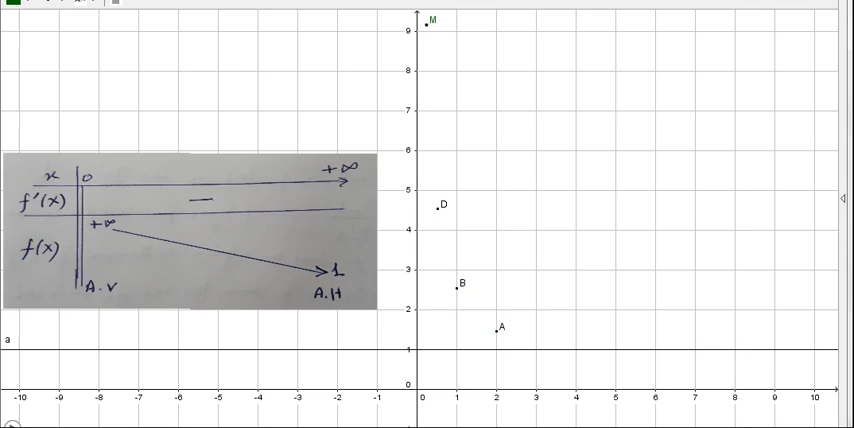 M
9
8
7
6
5
D
4
3
B
2
A
a
1
0
-10 -9 -8 -7 -6 -5 -4 -3 -2 -1 0 1 2 3 4 5 6 7 8 9 10
x 0 +∞
f'(x) —
f(x) +∞ 1
A.V A.H